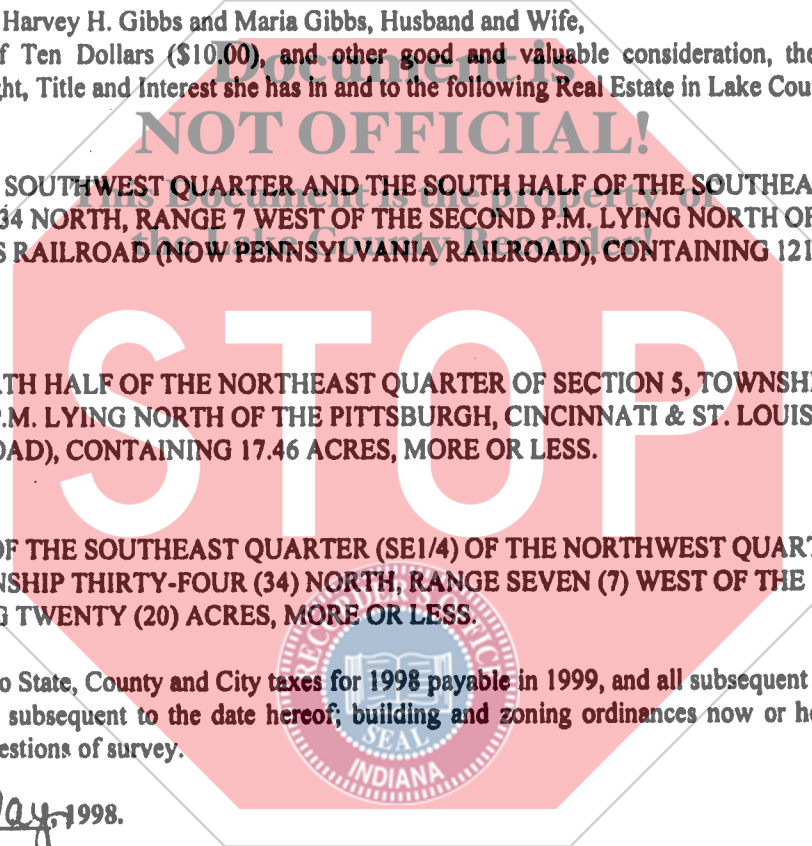 Harvey H. Gibbs and Maria Gibbs, Husband and Wife,
f Ten Dollars ($10.00), and other good and valuable consideration, the
Document is
ght, Title and Interest she has in and to the following Real Estate in Lake Cou
NOT OFFICIAL!
SOUTHWEST QUARTER AND THE SOUTH HALF OF THE SOUTHEA
This Document is the property of
34 NORTH, RANGE 7 WEST OF THE SECOND P.M. LYING NORTH OF
the Lake County Recorder!
S RAILROAD (NOW PENNSYLVANIA RAILROAD), CONTAINING 121
STOP
TH HALF OF THE NORTHEAST QUARTER OF SECTION 5, TOWNSHI
P.M. LYING NORTH OF THE PITTSBURGH, CINCINNATI & ST. LOUIS
OAD), CONTAINING 17.46 ACRES, MORE OR LESS.
OF THE SOUTHEAST QUARTER (SE1/4) OF THE NORTHWEST QUART
NSHIP THIRTY-FOUR (34) NORTH, RANGE SEVEN (7) WEST OF THE
G TWENTY (20) ACRES, MORE OR LESS.
RECORDER'S OFFICE
o State, County and City taxes for 1998 payable in 1999, and all subsequent
subsequent to the date hereof; building and zoning ordinances now or he
estions of survey.
SEAL
INDIANA
May, 1998.